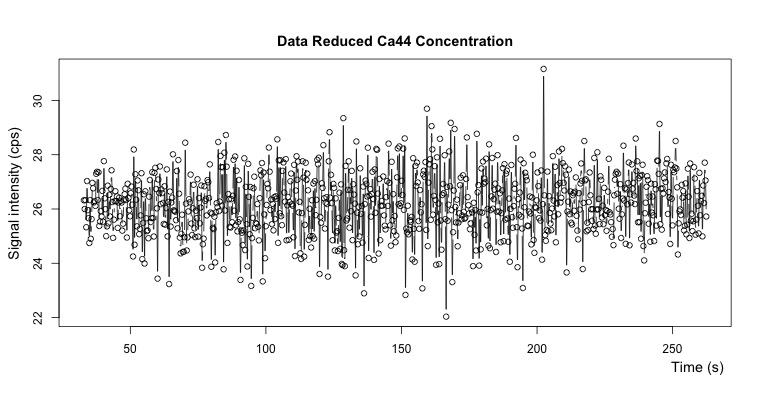 Data Reduced Ca44 Concentration
Signal intensity (cps)
30
28
26
24
22
50 100 150 200 250
Time (s)